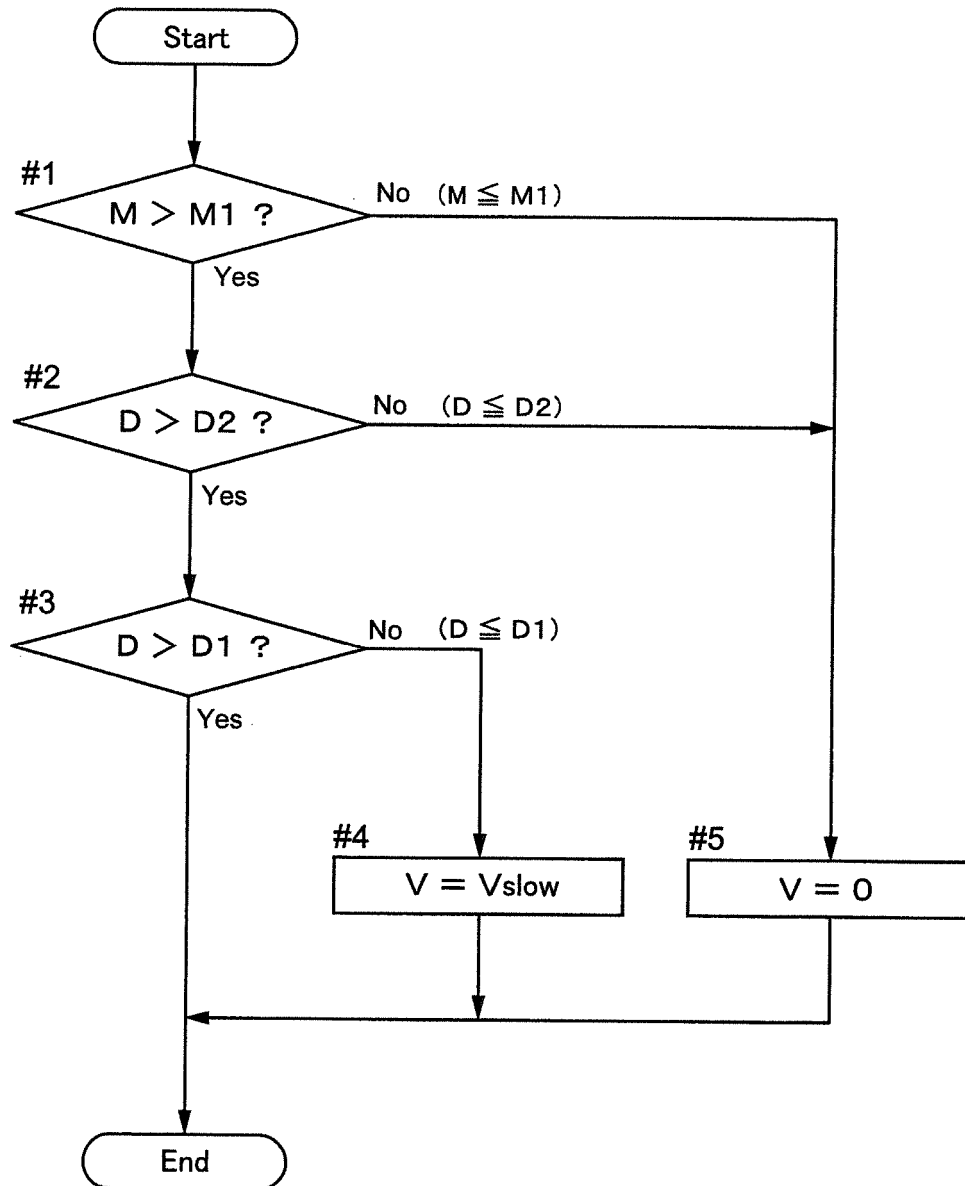 Start
#1
M > M1 ?
No (M ≦ M1)
Yes
#2
D > D2 ?
No (D ≦ D2)
Yes
#3
D > D1 ?
No (D ≦ D1)
Yes
#4
V = Vslow
#5
V = 0
End